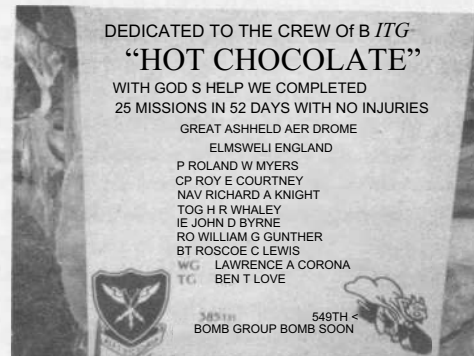 DEDICATED TO THE CREW Of B ITG
“HOT CHOCOLATE”
WITH GOD S HELP WE COMPLETED
25 MISSIONS IN 52 DAYS WITH NO INJURIES
GREAT ASHHELD AER DROME
ELMSWELI ENGLAND
P ROLAND W MYERS
CP ROY E COURTNEY
NAV RICHARD A KNIGHT
TOG H R WHALEY
IE JOHN D BYRNE
RO WILLIAM G GUNTHER
BT ROSCOE C LEWIS
WG LAWRENCE A CORONA
TG BEN T LOVE
385TH 549TH <
BOMB GROUP BOMB SOON